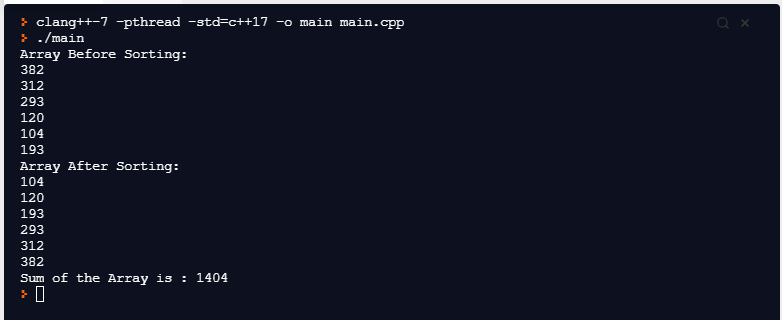 clang++-7 -pthread -std=c++17 -o main main.cpp
./main
Array Before Sorting:
382
312
293
120
104
193
Array After Sorting:
104
120
193
293
312
382
Sum of the Array is : 1404